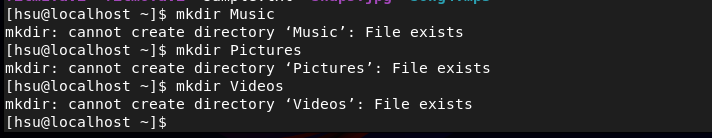 [hsu@localhost ~]$ mkdir Music
mkdir: cannot create directory ‘Music’: File exists
[hsu@localhost ~]$ mkdir Pictures
mkdir: cannot create directory ‘Pictures’: File exists
[hsu@localhost ~]$ mkdir Videos
mkdir: cannot create directory ‘Videos’: File exists
[hsu@localhost ~]$